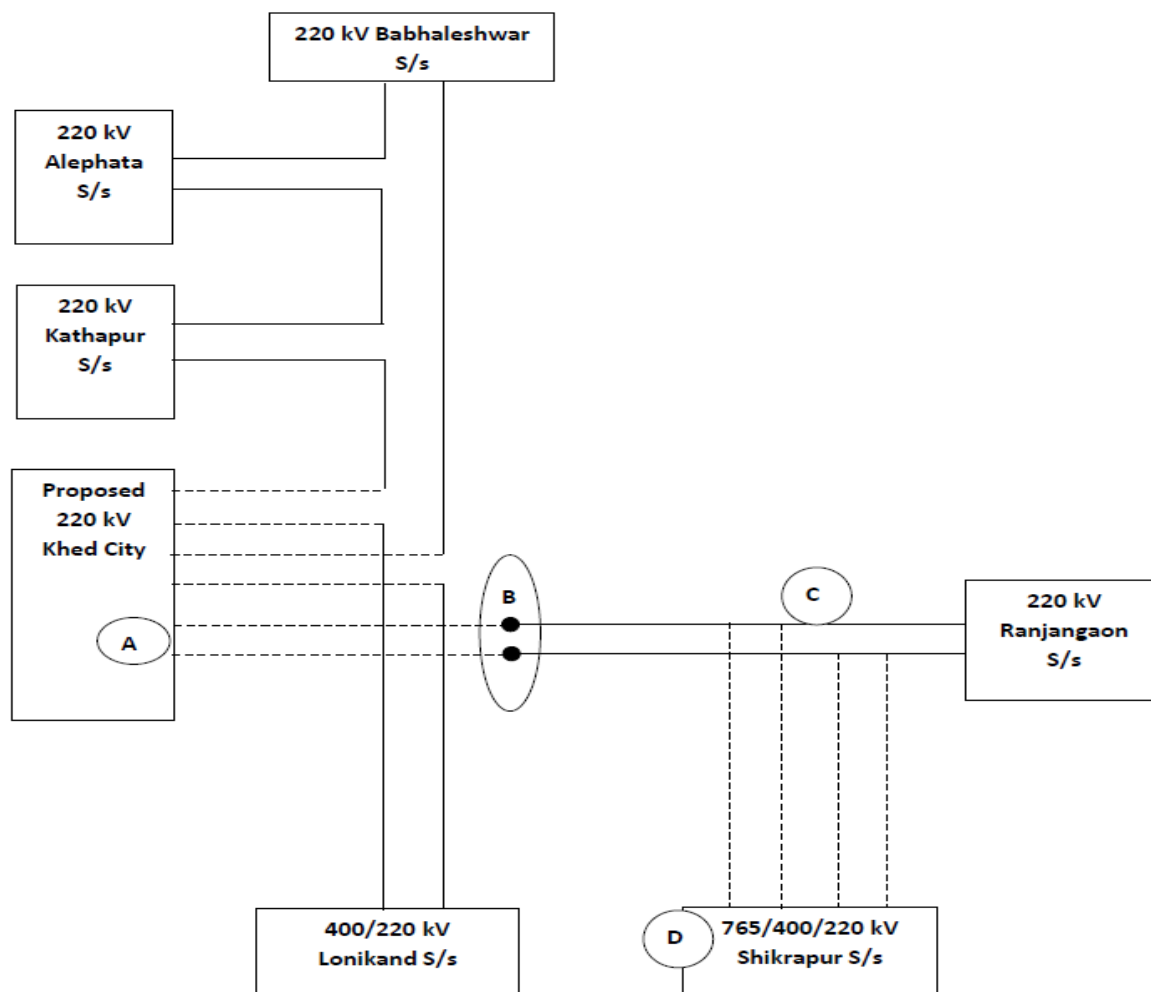 220 kV Babhaleshwar
S/s
220 kV
Alephata
S/s
220 kV
Kathapur
S/s
Proposed
220 kV
Khed City
A
B
C
220 kV
Ranjangaon
S/s
400/220 kV
Lonikand S/s
D
765/400/220 kV
Shikrapur S/s